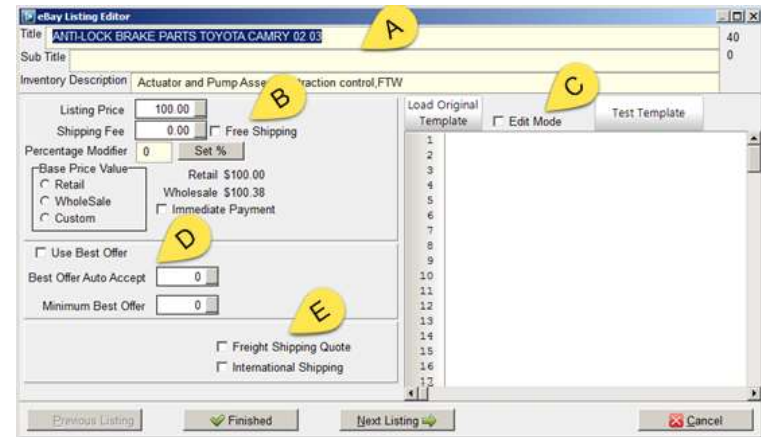 eBay Listing Editor
Title ANTI-LOCK BRAKE PARTS TOYOTA CAMRY 02 03 40
A
Sub Title 0
Inventory Description Actuator and Pump Asse traction control,FTW
B
C
Listing Price 100.00
Shipping Fee 0.00 Free Shipping
Percentage Modifier 0 Set %
Base Price Value
Retail
WholeSale
Custom
Retail $100.00
Wholesale $100.38
Immediate Payment
D
Use Best Offer
Best Offer Auto Accept 0
Minimum Best Offer 0
E
Freight Shipping Quote
International Shipping
Load Original
Template
Edit Mode
Test Template
1
2
3
4
5
6
7
8
9
10
11
12
13
14
15
16
17
Previous Listing Finished Next Listing Cancel